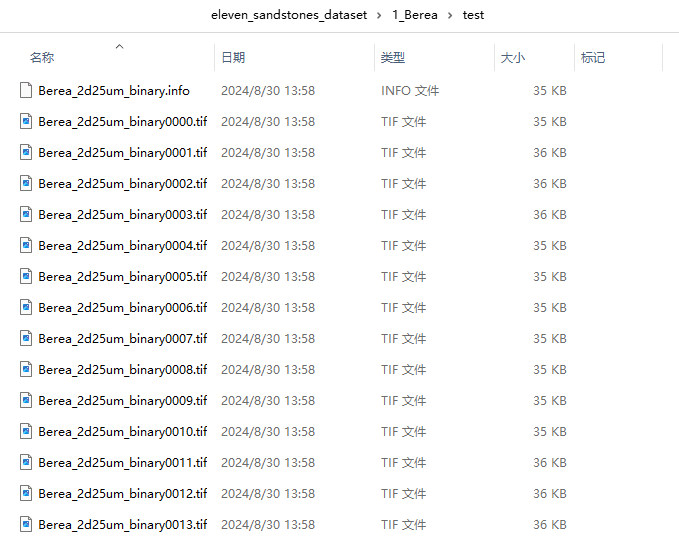 eleven_sandstones_dataset > 1_Berea > test
名称 日期 类型 大小 标记
Berea_2d25um_binary.info 2024/8/30 13:58 INFO 文件 35 KB
Berea_2d25um_binary0000.tif 2024/8/30 13:58 TIF 文件 35 KB
Berea_2d25um_binary0001.tif 2024/8/30 13:58 TIF 文件 36 KB
Berea_2d25um_binary0002.tif 2024/8/30 13:58 TIF 文件 36 KB
Berea_2d25um_binary0003.tif 2024/8/30 13:58 TIF 文件 36 KB
Berea_2d25um_binary0004.tif 2024/8/30 13:58 TIF 文件 35 KB
Berea_2d25um_binary0005.tif 2024/8/30 13:58 TIF 文件 35 KB
Berea_2d25um_binary0006.tif 2024/8/30 13:58 TIF 文件 35 KB
Berea_2d25um_binary0007.tif 2024/8/30 13:58 TIF 文件 35 KB
Berea_2d25um_binary0008.tif 2024/8/30 13:58 TIF 文件 35 KB
Berea_2d25um_binary0009.tif 2024/8/30 13:58 TIF 文件 35 KB
Berea_2d25um_binary0010.tif 2024/8/30 13:58 TIF 文件 35 KB
Berea_2d25um_binary0011.tif 2024/8/30 13:58 TIF 文件 36 KB
Berea_2d25um_binary0012.tif 2024/8/30 13:58 TIF 文件 36 KB
Berea_2d25um_binary0013.tif 2024/8/30 13:58 TIF 文件 36 KB